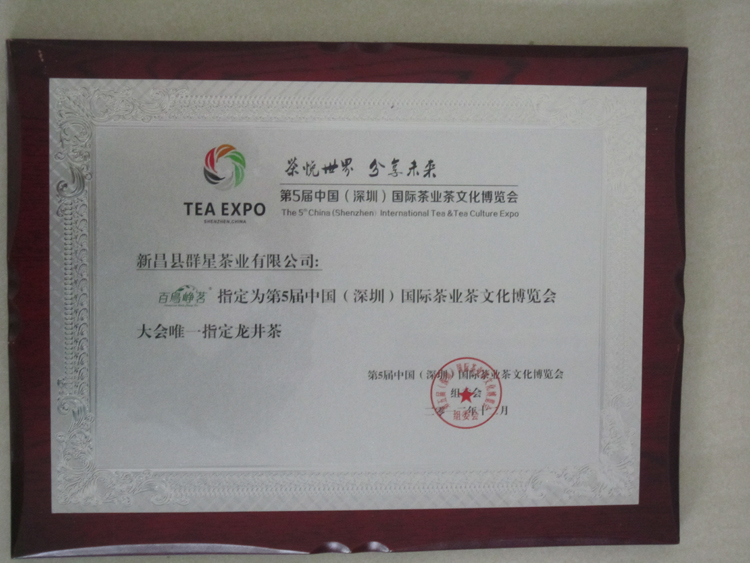 茶悦世界 分享未来
第5届中国（深圳）国际茶业茶文化博览会
The 5th China (Shenzhen) International Tea & Tea Culture Expo
TEA EXPO
SHENZHEN,CHINA
新昌县群星茶业有限公司:
指定为第5届中国（深圳）国际茶业茶文化博览会
大会唯一指定龙井茶
第5届中国（深圳）国际茶业茶文化博览会
组委会
组委会